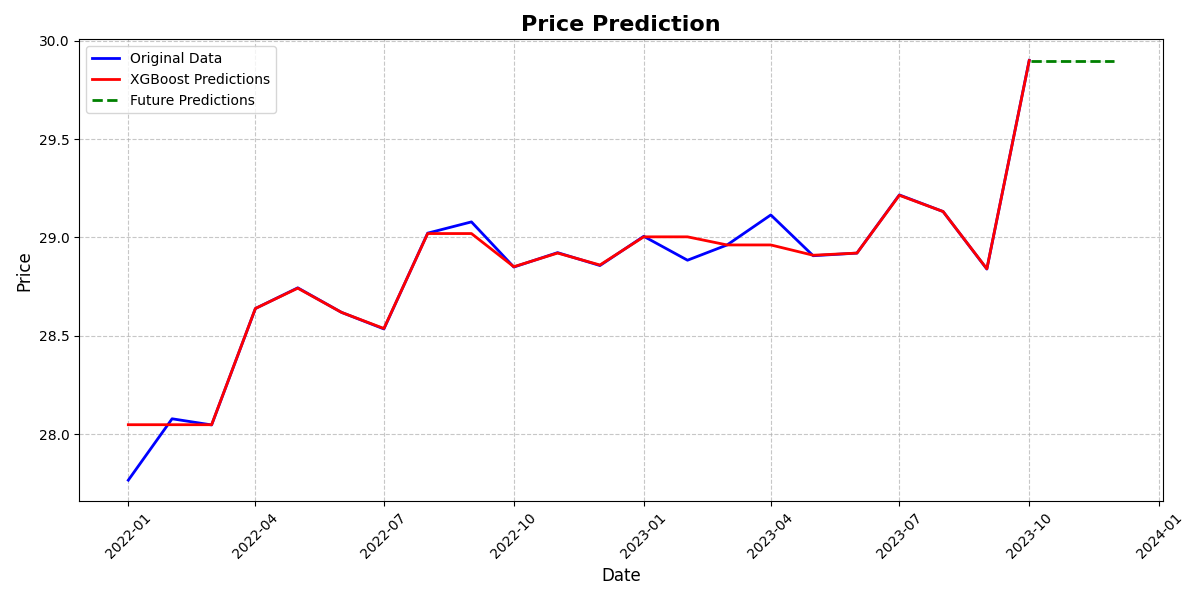 Price Prediction
Original Data
XGBoost Predictions
Future Predictions
Price
30.0
29.5
29.0
28.5
28.0
2022-01
2022-04
2022-07
2022-10
2023-01
2023-04
2023-07
2023-10
2024-01
Date